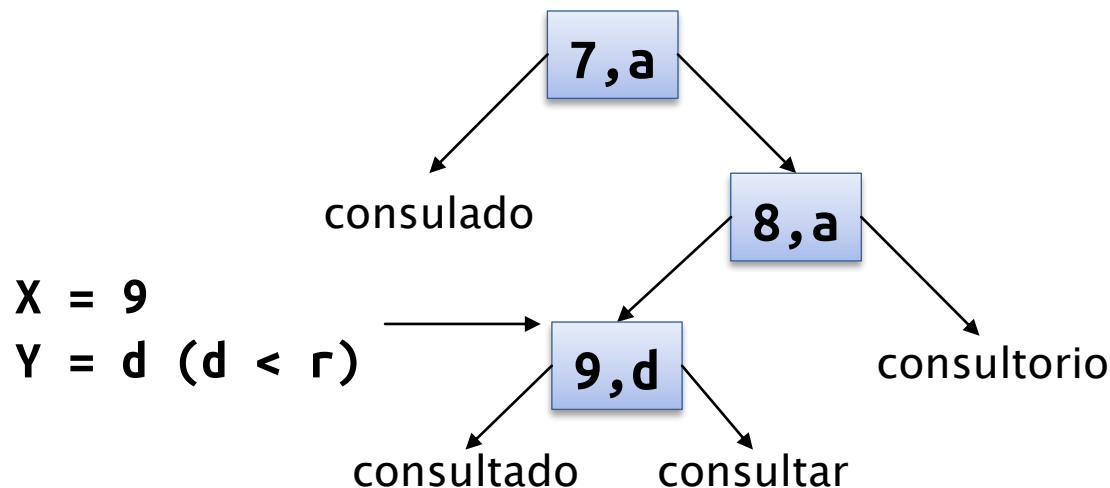 7,a
consulado
8,a
X = 9
Y = d (d < r)
9,d
consultorio
consultado
consultar